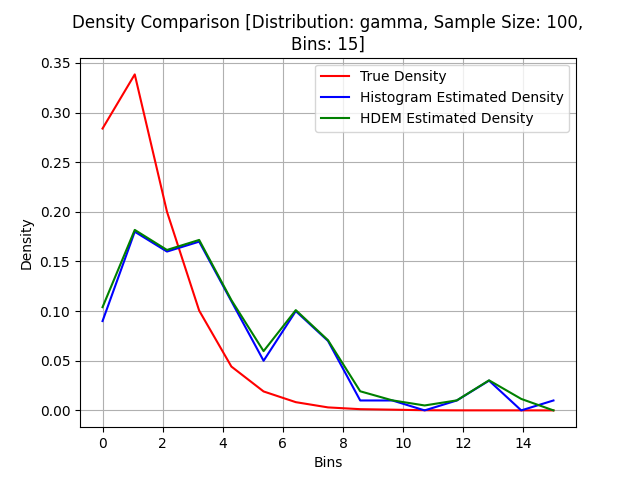 Density Comparison [Distribution: gamma, Sample Size: 100,
Bins: 15]
True Density
Histogram Estimated Density
HDEM Estimated Density
Density
0.35
0.30
0.25
0.20
0.15
0.10
0.05
0.00
0 2 4 6 8 10 12 14
Bins